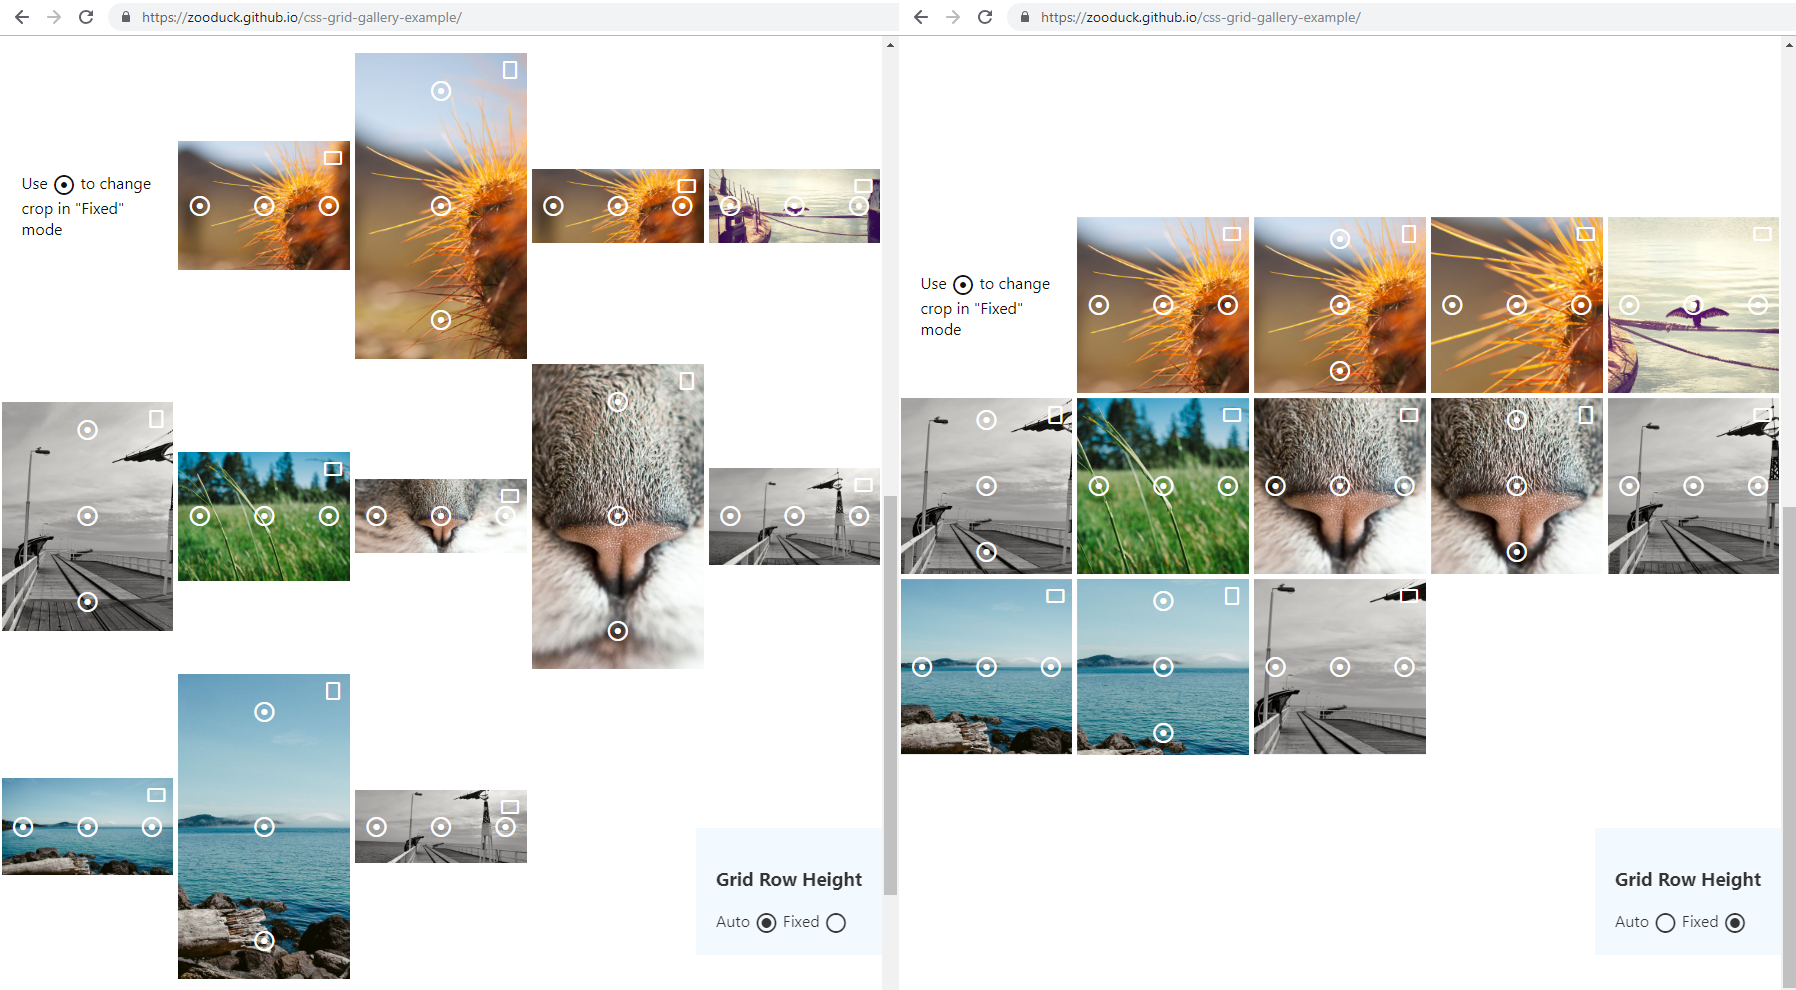 https://zooduck.github.io/css-grid-gallery-example/
Use to change
crop in "Fixed"
mode
Grid Row Height
Auto Fixed
https://zooduck.github.io/css-grid-gallery-example/
Use to change
crop in "Fixed"
mode
Grid Row Height
Auto Fixed